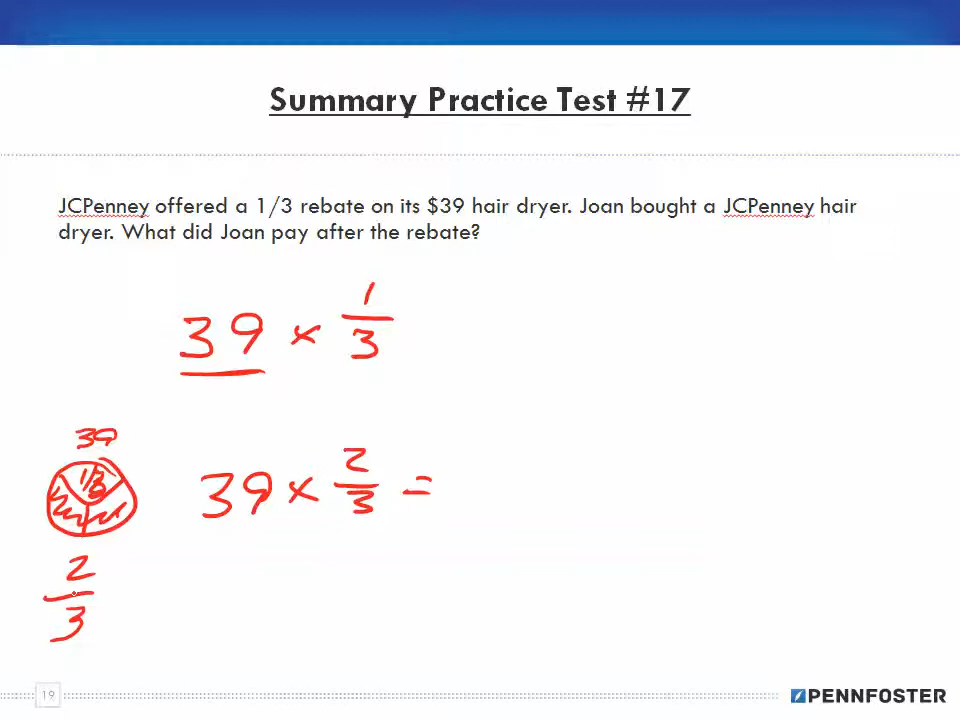 Summary Practice Test #17
JCPenney offered a 1/3 rebate on its $39 hair dryer. Joan bought a JCPenney hair
dryer. What did Joan pay after the rebate?
39 × 1/3
39
1/3
39 × 2/3 =
2/3
19
PENNFOSTER